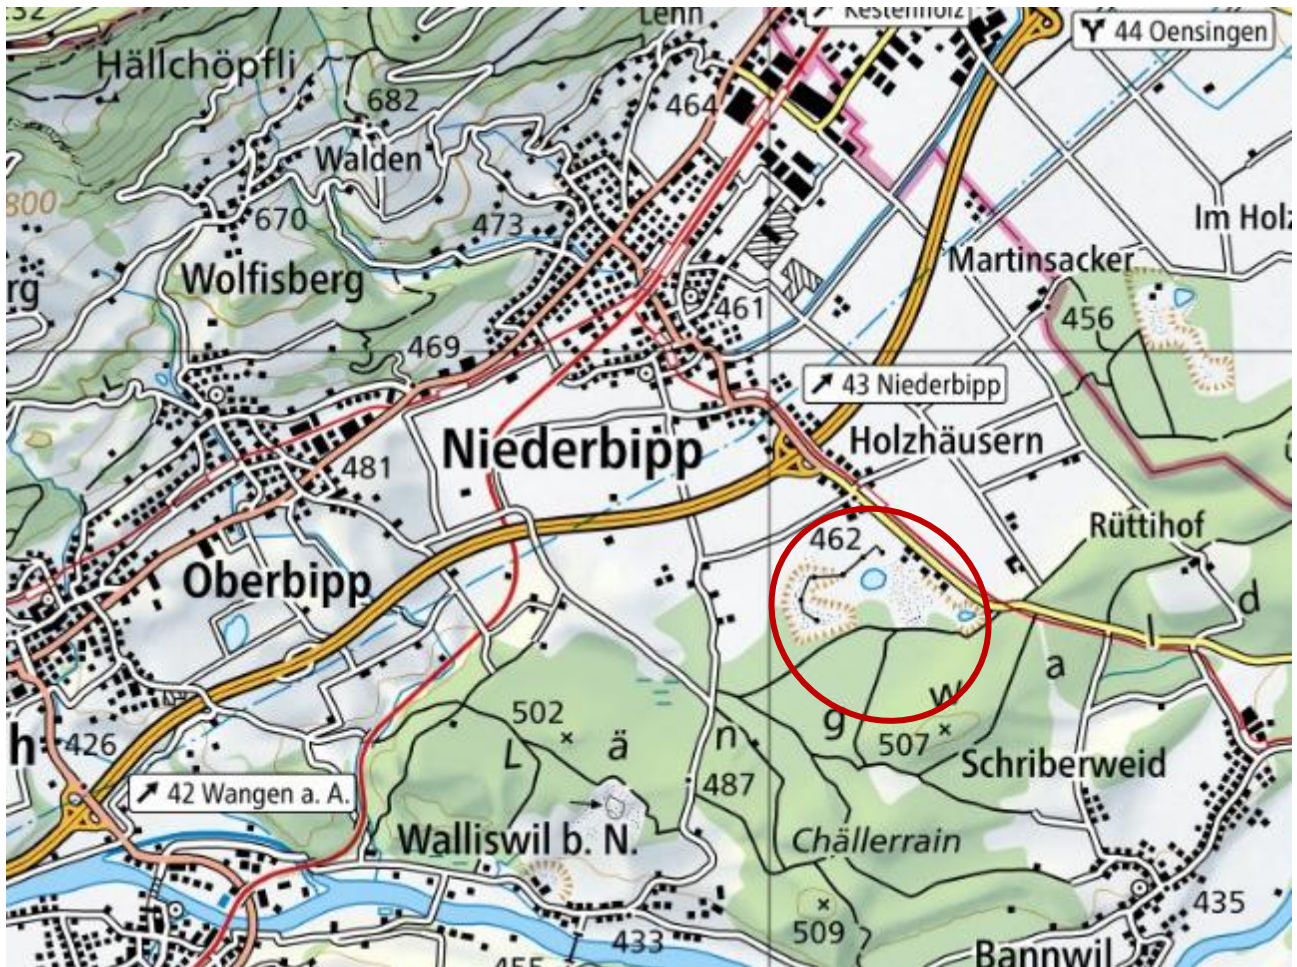 Lehn
Kestenholz
44 Oensingen
Hällchöpfli
682
464
Walden
800
670
473
Im Holz
Wolfisberg
Martinsacker
461
456
469
43 Niederbipp
Niederbipp
Holzhäusern
481
Rüttihof
462
Oberbipp
d
l
a
w
502
g
L ä n
507
h
426
487
Schriberweid
42 Wangen a. A.
Walliswil b. N.
Chällerrain
435
509
433
455
Bannwil